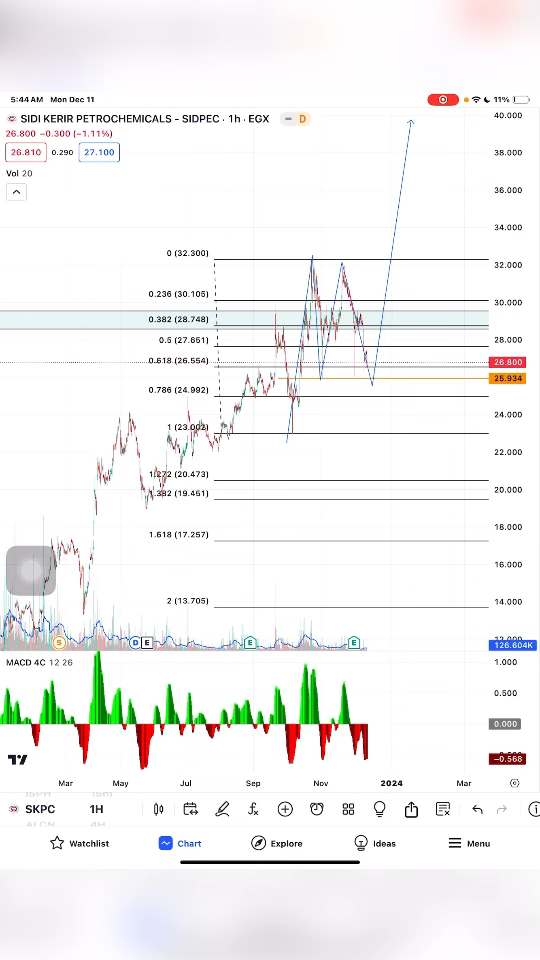 5:44 AM Mon Dec 11
11%
SIDI KERIR PETROCHEMICALS - SIDPEC · 1h · EGX
D
26.800 −0.300 (−1.11%)
26.810 0.290 27.100
Vol 20
40.000
38.000
36.000
34.000
32.000
30.000
28.000
26.800
25.934
24.000
22.000
20.000
18.000
16.000
14.000
126.604K
0 (32.300)
0.236 (30.105)
0.382 (28.748)
0.5 (27.651)
0.618 (26.554)
0.786 (24.992)
1 (23.002)
1.272 (20.473)
1.382 (19.451)
1.618 (17.257)
2 (13.705)
S D E E E
MACD 4C 12 26
1.000
0.500
0.000
−0.568
Mar May Jul Sep Nov 2024 Mar
SKPC 1H
Watchlist Chart Explore Ideas Menu